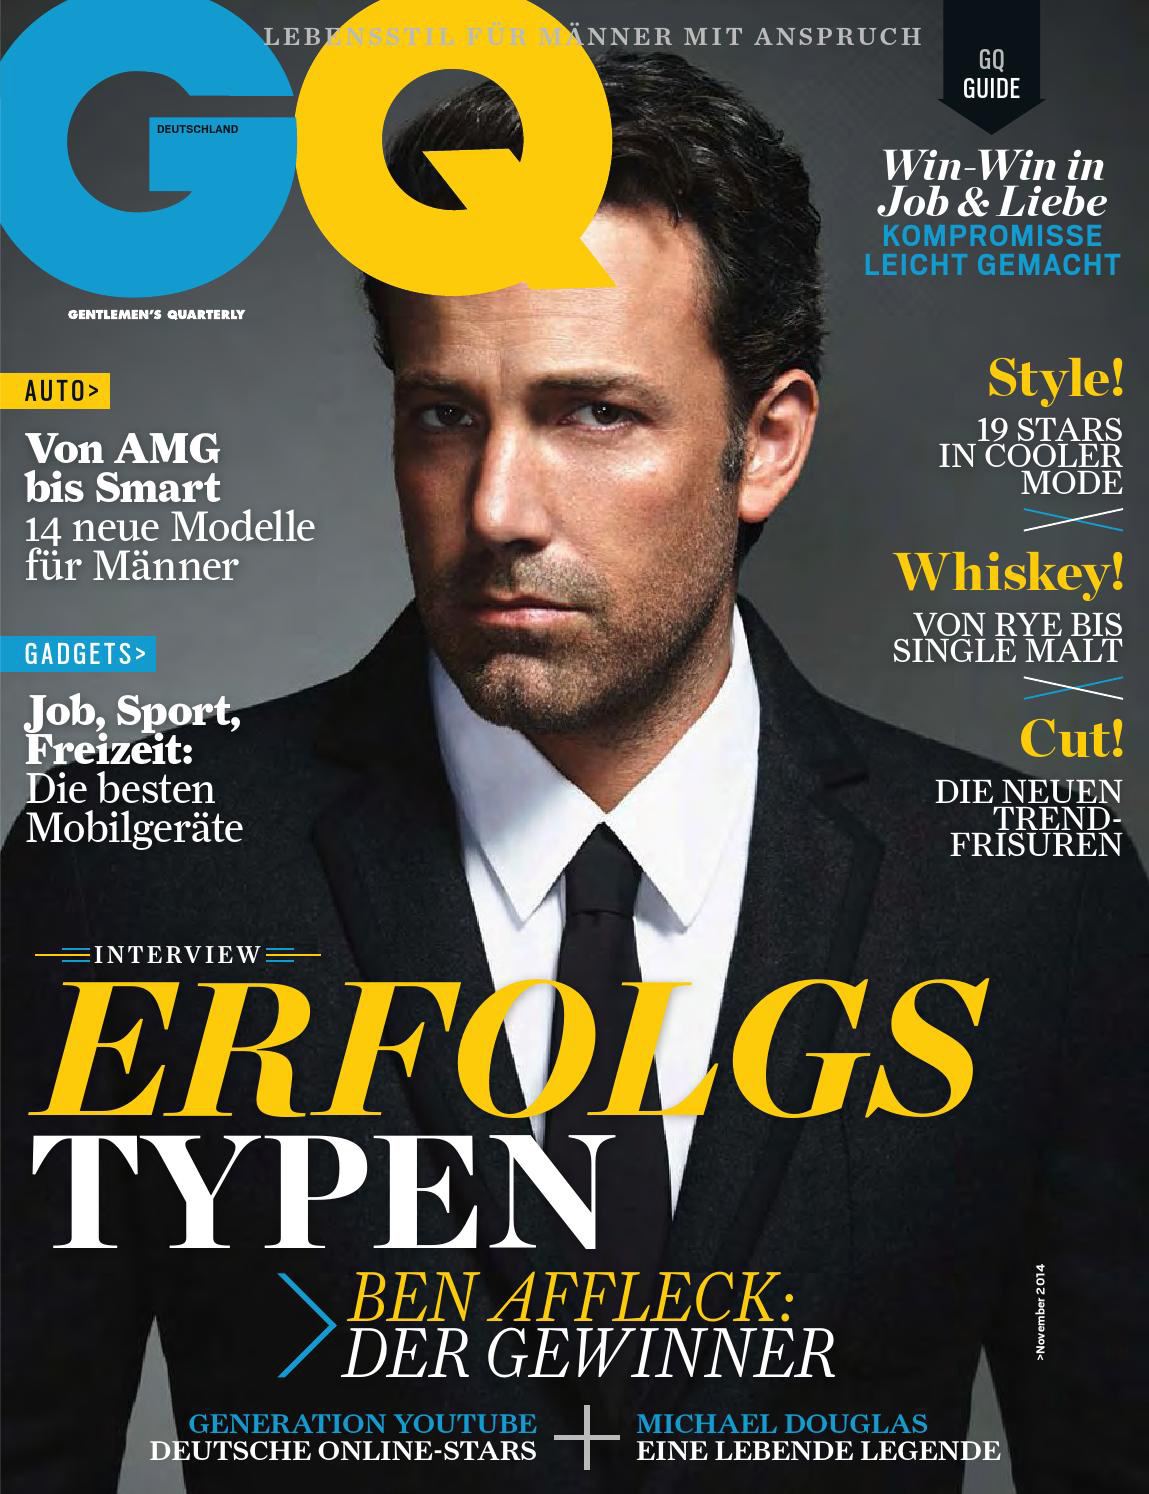 LEBENSSTIL FÜR MÄNNER MIT ANSPRUCH
GQ
DEUTSCHLAND
GENTLEMEN'S QUARTERLY
GQ
GUIDE
Win-Win in
Job & Liebe
KOMPROMISSE
LEICHT GEMACHT
AUTO>
Von AMG
bis Smart
14 neue Modelle
für Männer
GADGETS>
Job, Sport,
Freizeit:
Die besten
Mobilgeräte
Style!
19 STARS
IN COOLER
MODE
Whiskey!
VON RYE BIS
SINGLE MALT
Cut!
DIE NEUEN
TREND-
FRISUREN
INTERVIEW
ERFOLGS
TYPEN
BEN AFFLECK:
DER GEWINNER
>November 2014
GENERATION YOUTUBE
DEUTSCHE ONLINE-STARS
MICHAEL DOUGLAS
EINE LEBENDE LEGENDE